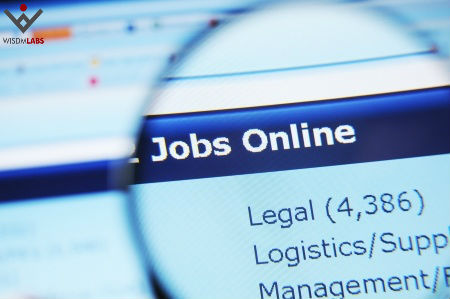 WISDMLABS
Jobs Online
Legal (4,386)
Logistics/Supp
Management/F